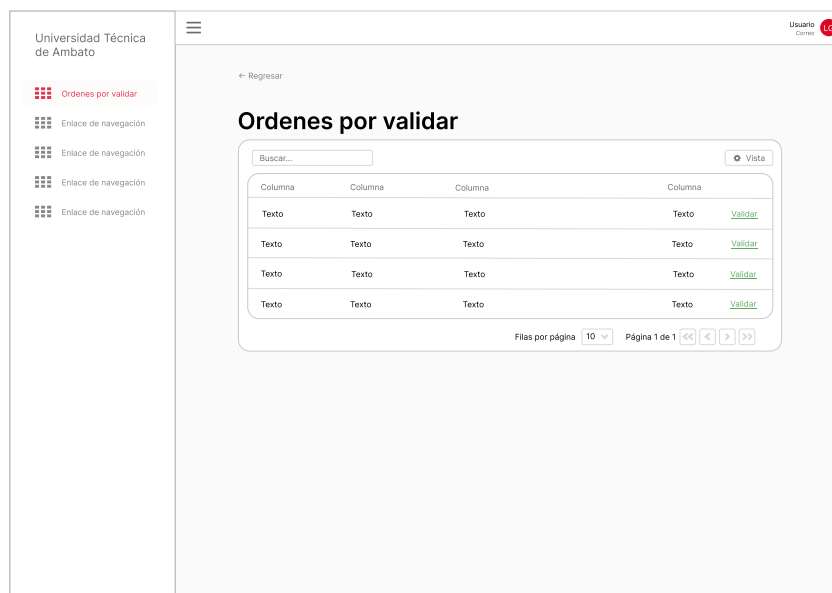 Universidad Técnica
de Ambato
Usuario
Correo
LG
Ordenes por validar
Enlace de navegación
Enlace de navegación
Enlace de navegación
Enlace de navegación
← Regresar
Ordenes por validar
Buscar...
Vista
Columna Columna Columna Columna
Texto Texto Texto Texto Validar
Texto Texto Texto Texto Validar
Texto Texto Texto Texto Validar
Texto Texto Texto Texto Validar
Filas por página 10 Página 1 de 1 << < > >>